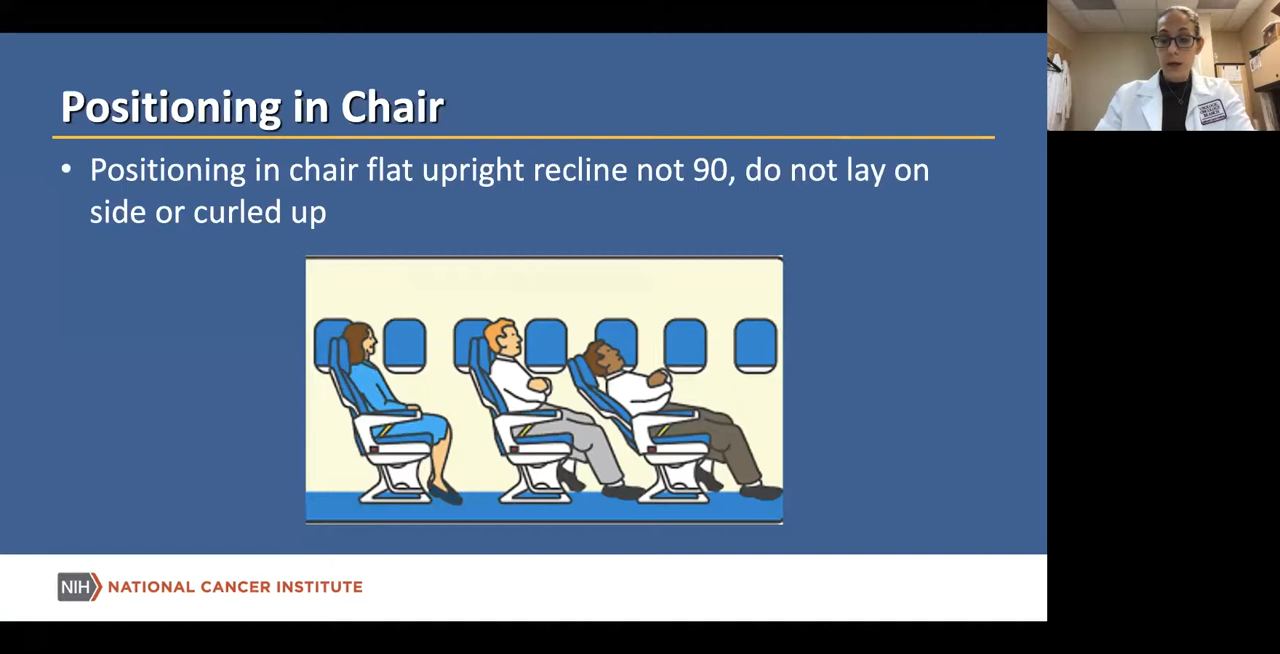 Positioning in Chair
• Positioning in chair flat upright recline not 90, do not lay on
side or curled up
NIH NATIONAL CANCER INSTITUTE